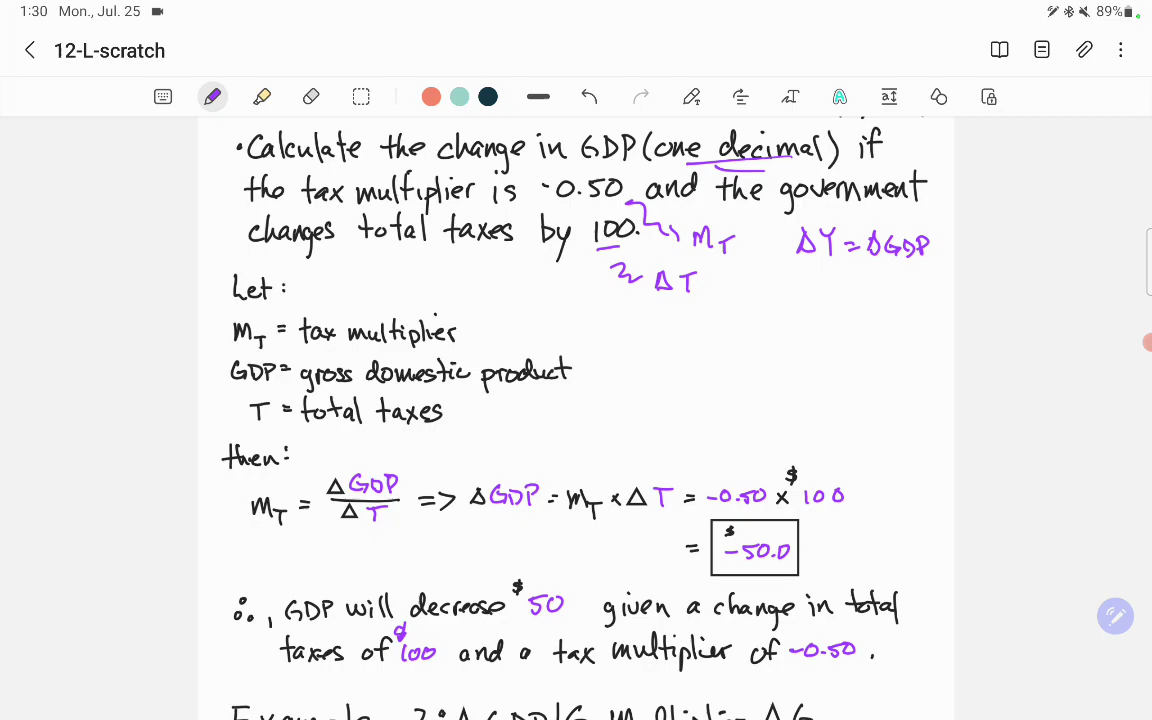 1:30 Mon., Jul. 25 89%
12-L-scratch
• Calculate the change in GDP (one decimal) if
the tax multiplier is -0.50 and the government
changes total taxes by 100.
M_T ΔY = ΔGDP
ΔT
Let:
M_T = tax multiplier
GDP = gross domestic product
T = total taxes
then:
M_T = ΔGDP / ΔT => ΔGDP = M_T × ΔT = -0.50 × $100
= $-50.0
∴, GDP will decrease $50 given a change in total
taxes of $100 and a tax multiplier of -0.50.